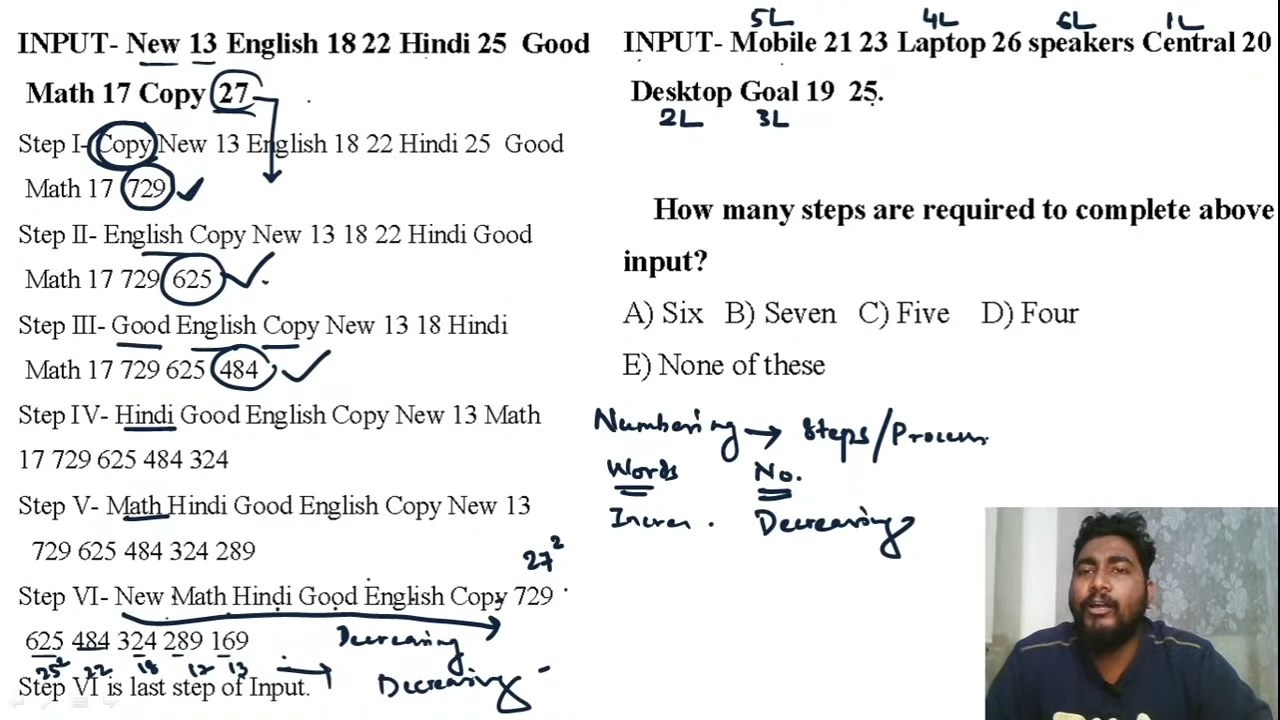 INPUT- New 13 English 18 22 Hindi 25 Good
Math 17 Copy 27
Step I- Copy New 13 English 18 22 Hindi 25 Good
Math 17 729
Step II- English Copy New 13 18 22 Hindi Good
Math 17 729 625
Step III- Good English Copy New 13 18 Hindi
Math 17 729 625 484
Step IV- Hindi Good English Copy New 13 Math
17 729 625 484 324
Step V- Math Hindi Good English Copy New 13
729 625 484 324 289
27²
Step VI- New Math Hindi Good English Copy 729
625 484 324 289 169
Decreasing
25² 22 18 17 13
Decreasing
Step VI is last step of Input.
5L 4L 6L 1L
INPUT- Mobile 21 23 Laptop 26 speakers Central 20
Desktop Goal 19 25.
2L 3L
How many steps are required to complete above
input?
A) Six B) Seven C) Five D) Four
E) None of these
Numbering → Steps/Process
Words No.
Increa. Decreasing